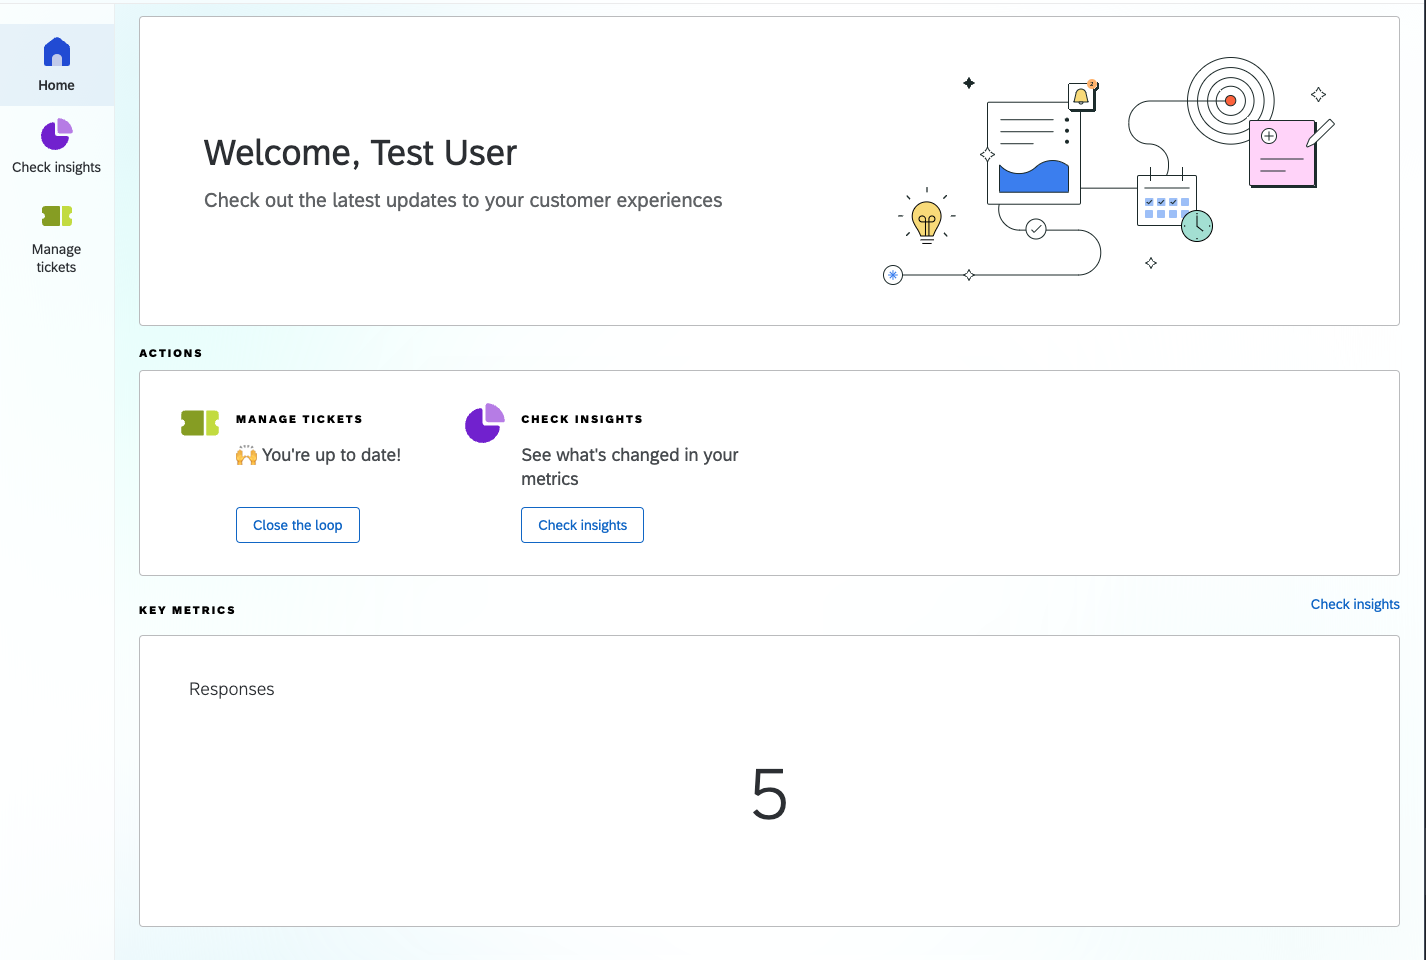 Home
Check insights
Manage
tickets
Welcome, Test User
Check out the latest updates to your customer experiences
ACTIONS
MANAGE TICKETS
🙌 You're up to date!
Close the loop
CHECK INSIGHTS
See what's changed in your
metrics
Check insights
KEY METRICS
Check insights
Responses
5